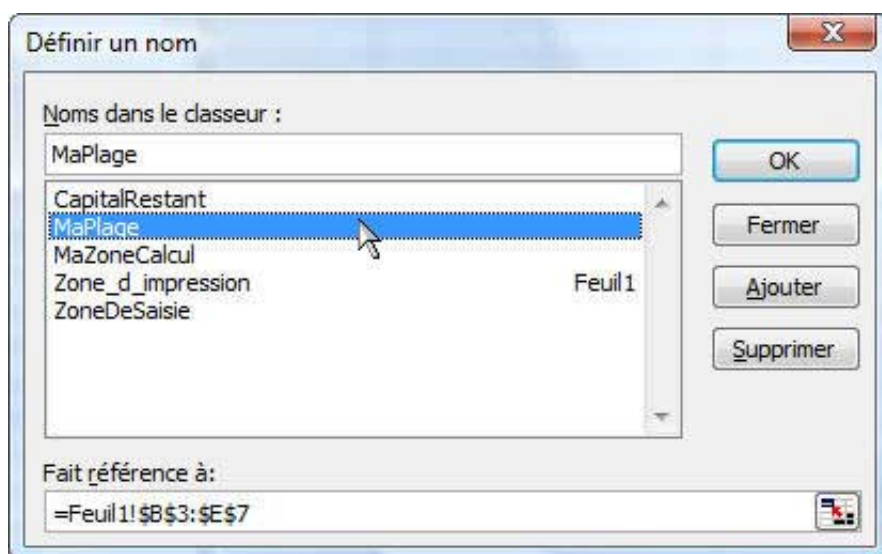 Définir un nom
Noms dans le classeur :
MaPlage
OK
CapitalRestant
MaPlage
Fermer
MaZoneCalcul
Zone_d_impression Feuil1
Ajouter
ZoneDeSaisie
Supprimer
Fait référence à:
=Feuil1!$B$3:$E$7